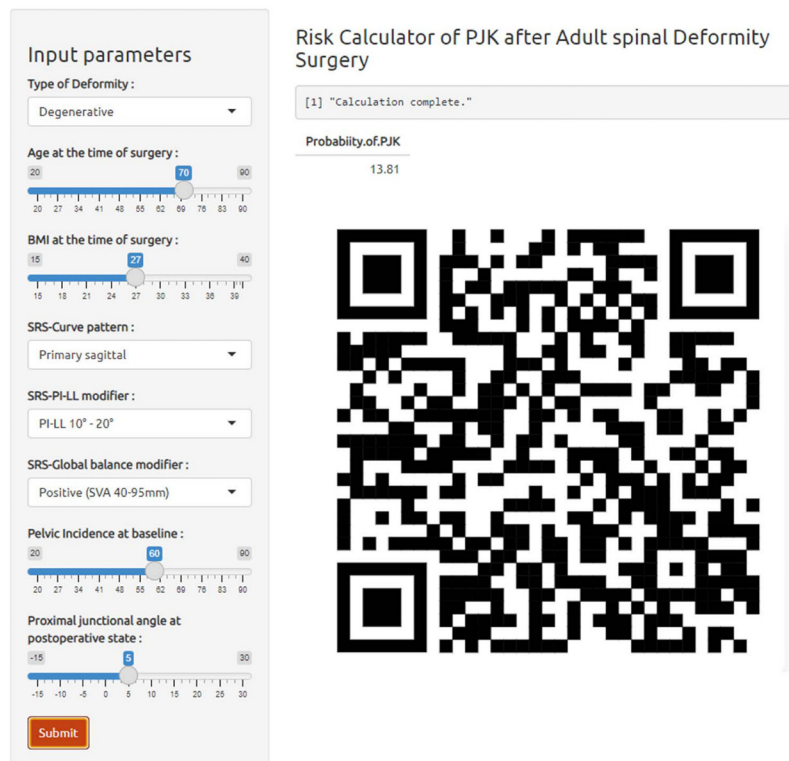 Input parameters
Type of Deformity :
Degenerative
Age at the time of surgery :
20 70 90
20 27 34 41 48 55 62 69 76 83 90
BMI at the time of surgery :
15 27 40
15 18 21 24 27 30 33 36 39
SRS-Curve pattern :
Primary sagittal
SRS-PI-LL modifier :
PI-LL 10° - 20°
SRS-Global balance modifier :
Positive (SVA 40-95mm)
Pelvic Incidence at baseline :
20 60 90
20 27 34 41 48 55 62 69 76 83 90
Proximal junctional angle at
postoperative state :
-15 5 30
-15 -10 -5 0 5 10 15 20 25 30
Submit
Risk Calculator of PJK after Adult spinal Deformity
Surgery
[1] "Calculation complete."
Probabiity.of.PJK
13.81